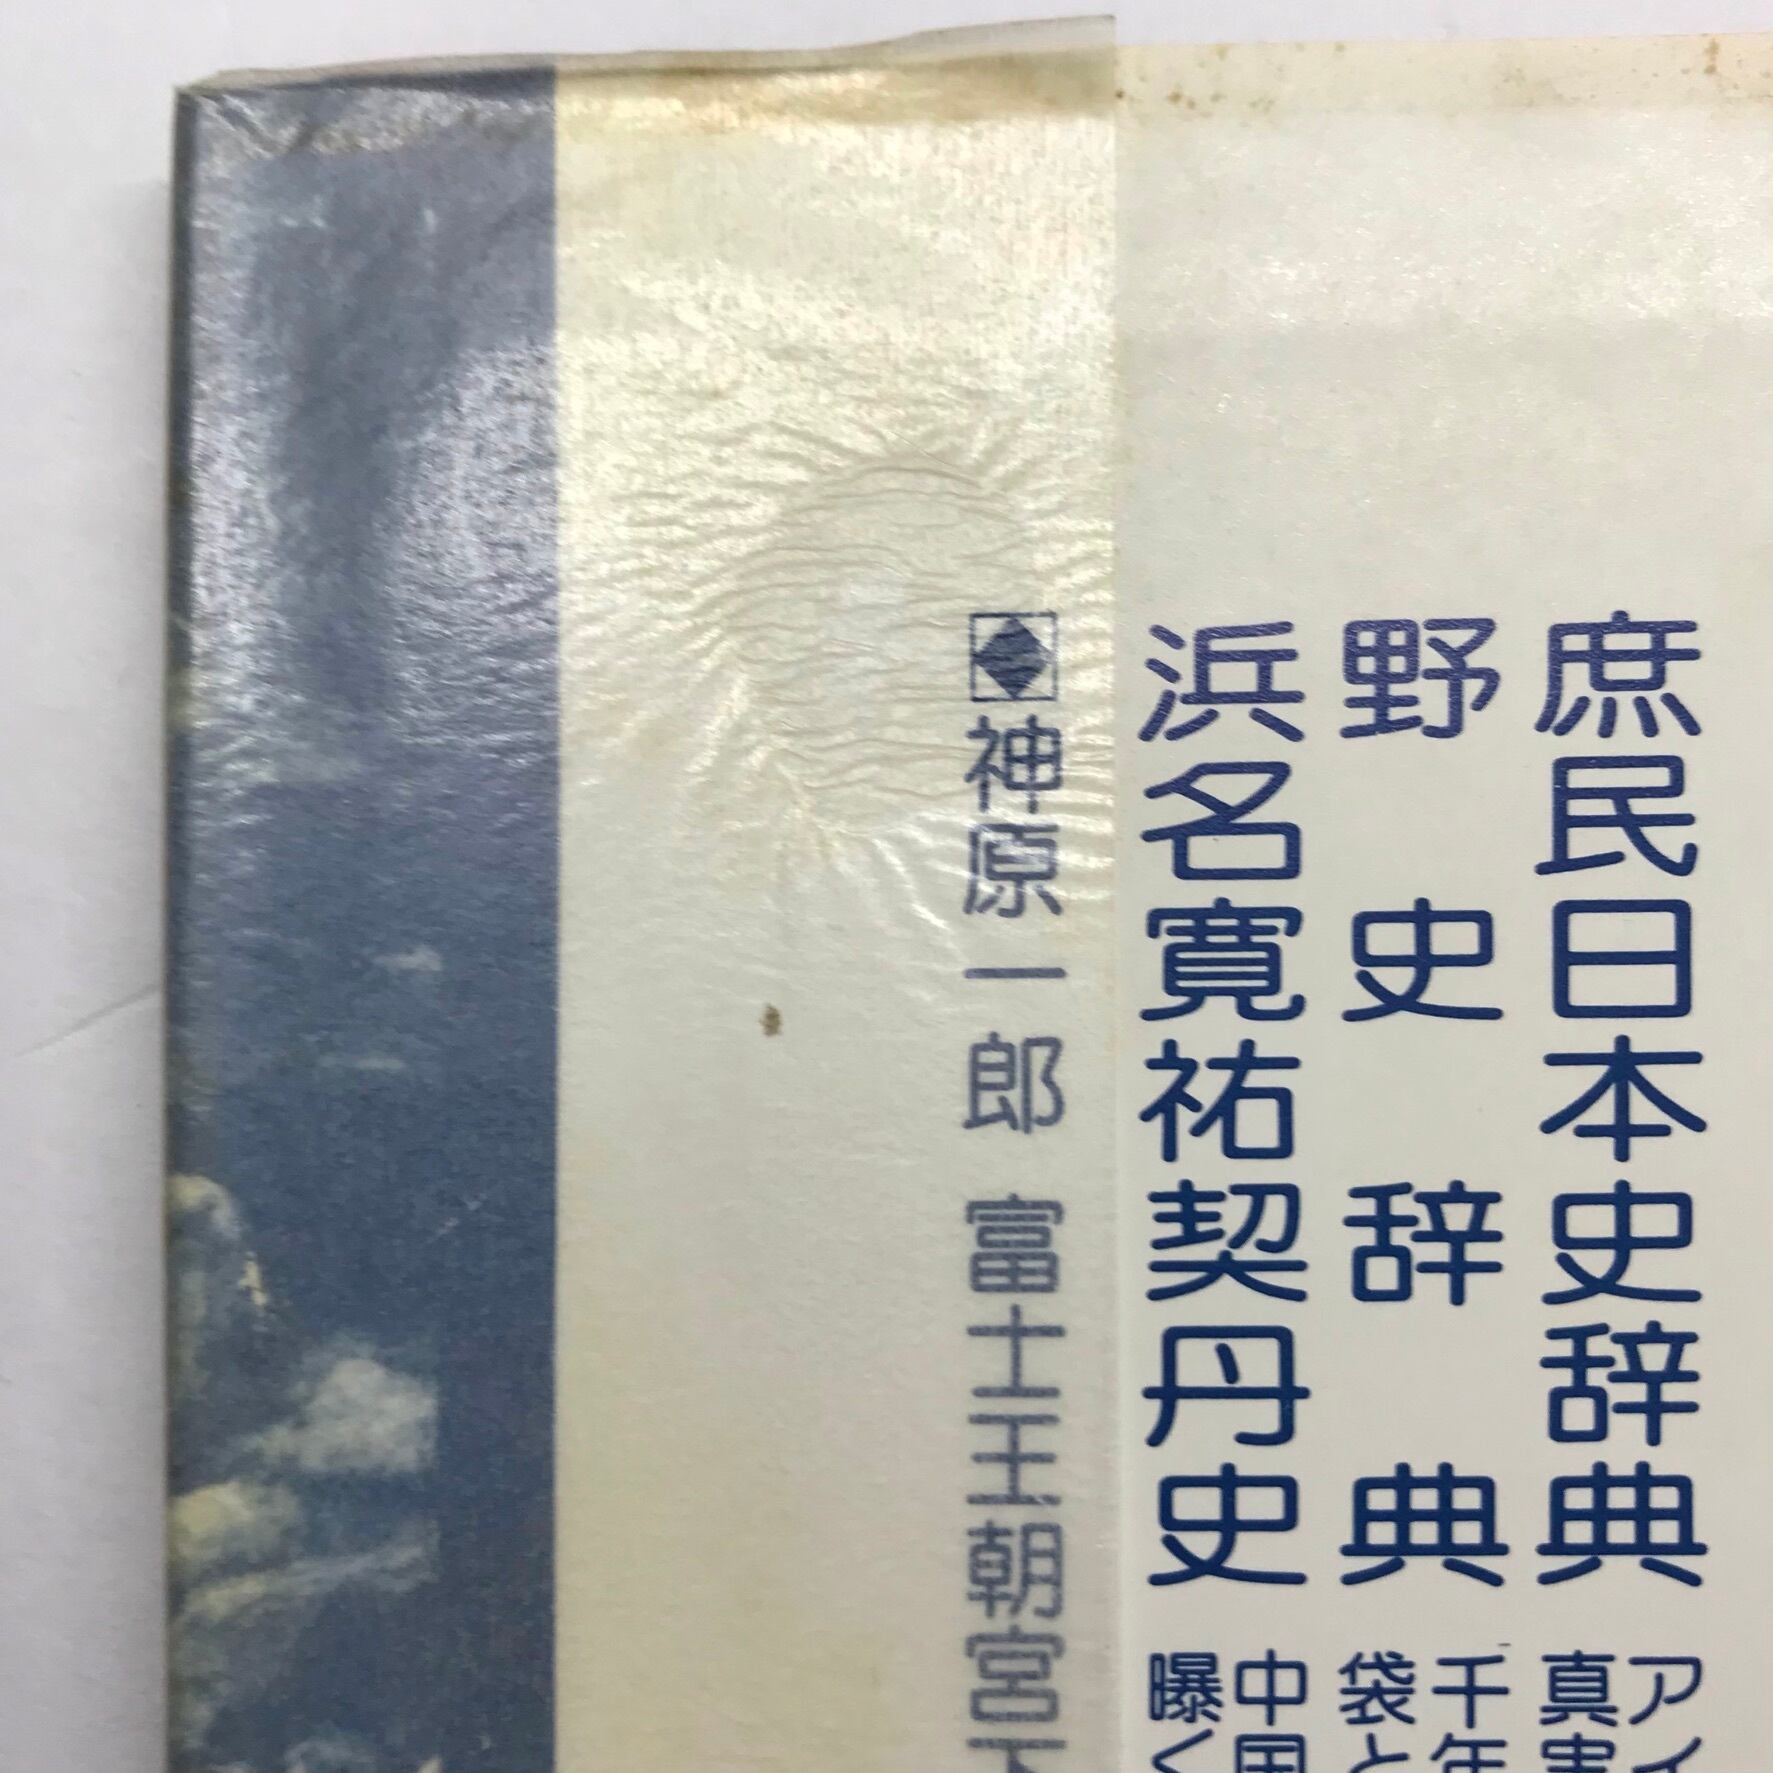 庶民日本史辞典
アイ
真実
野史辞典
千年
袋と
浜名寛祐契丹史
中国
曝く
神原一郎 富士王朝宮下